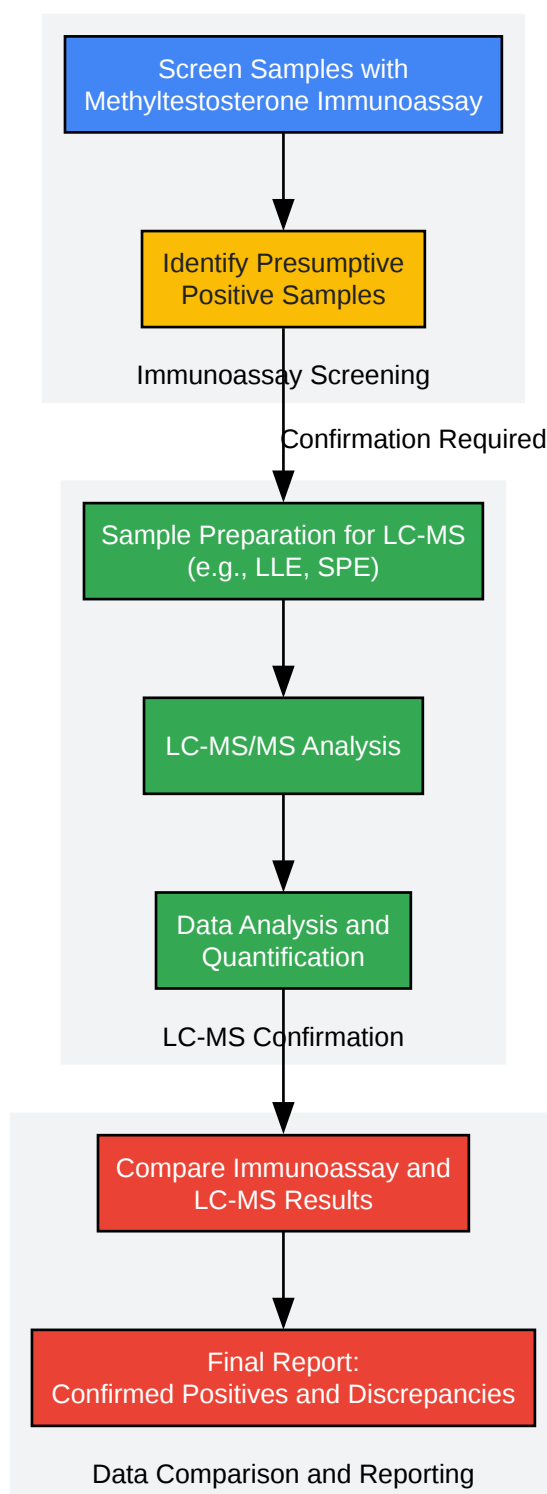 Screen Samples with
Methyltestosterone Immunoassay
Identify Presumptive
Positive Samples
Immunoassay Screening
Confirmation Required
Sample Preparation for LC-MS
(e.g., LLE, SPE)
LC-MS/MS Analysis
Data Analysis and
Quantification
LC-MS Confirmation
Compare Immunoassay and
LC-MS Results
Final Report:
Confirmed Positives and Discrepancies
Data Comparison and Reporting